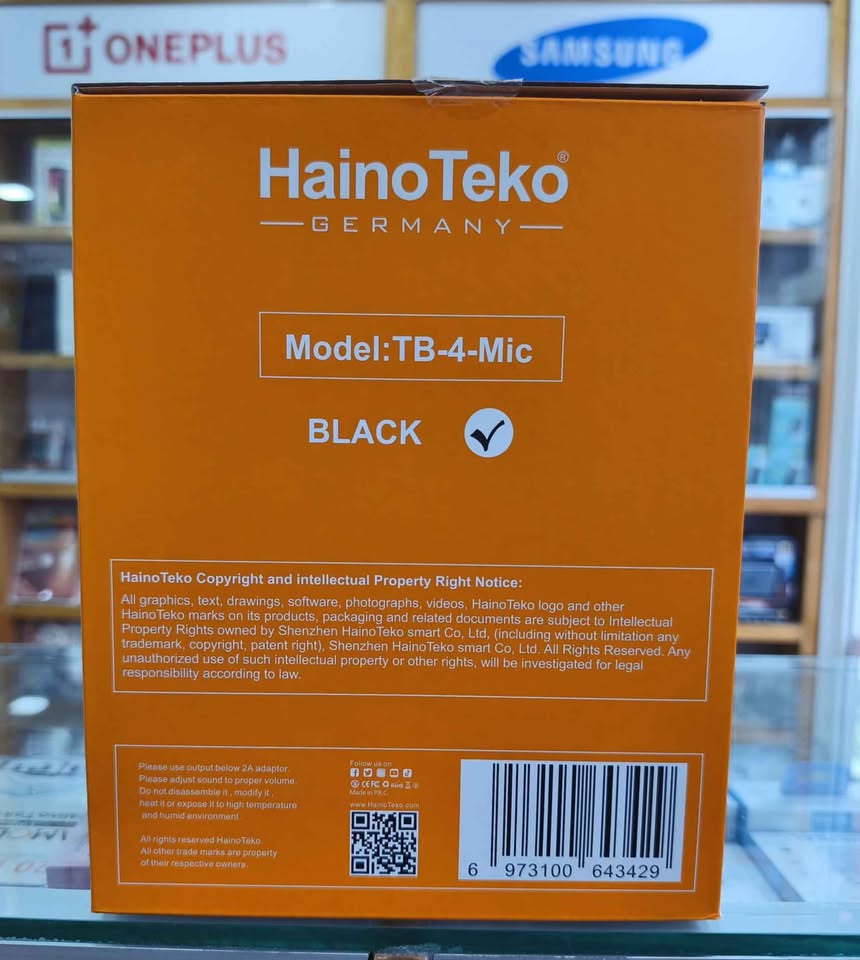 1+ ONEPLUS
SAMSUNG
HainoTeko®
GERMANY
Model:TB-4-Mic
BLACK
HainoTeko Copyright and intellectual Property Right Notice:
All graphics, text, drawings, software, photographs, videos, HainoTeko logo and other
HainoTeko marks on its products, packaging and related documents are subject to Intellectual
Property Rights owned by Shenzhen HainoTeko smart Co, Ltd, (including without limitation any
trademark, copyright, patent right), Shenzhen HainoTeko smart Co, Ltd. All Rights Reserved. Any
unauthorized use of such intellectual property or other rights, will be investigated for legal
responsibility according to law.
Please use output below 2A adaptor.
Please adjust sound to proper volume.
Do not disassemble it , modify it ,
heat it or expose it to high temperature
and humid environment.
All rights reserved HainoTeko.
All other trade marks are property
of their respective owners.
Follow us on
FC RoHS
Made in P.R.C
www.HainoTeko.com
6 973100 643429